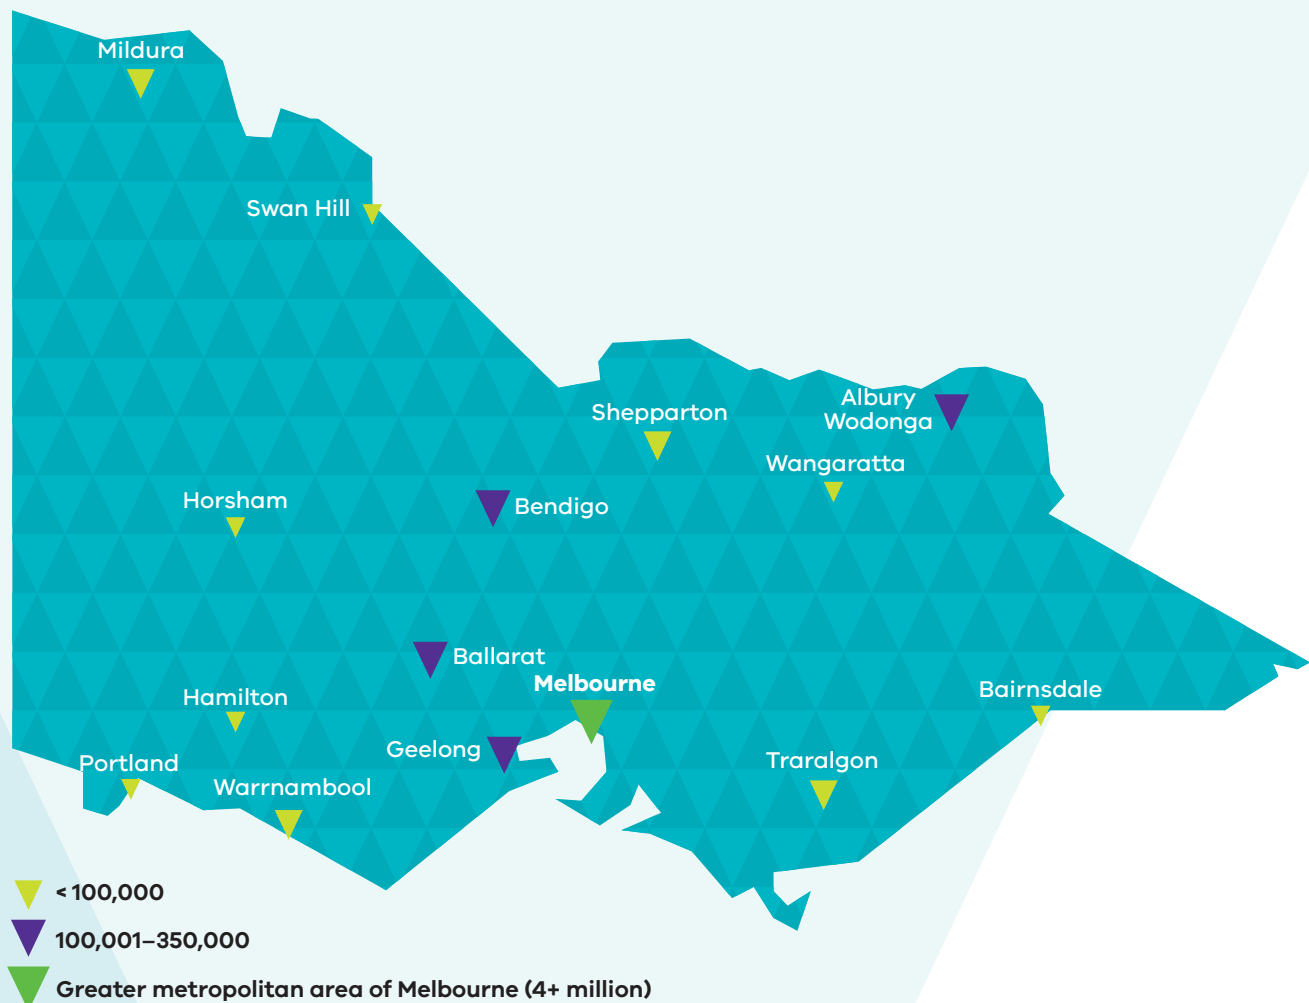 Mildura
Swan Hill
Albury
Wodonga
Shepparton
Wangaratta
Horsham
Bendigo
Ballarat
Melbourne
Bairnsdale
Hamilton
Geelong
Traralgon
Portland
Warrnambool
< 100,000
100,001–350,000
Greater metropolitan area of Melbourne (4+ million)